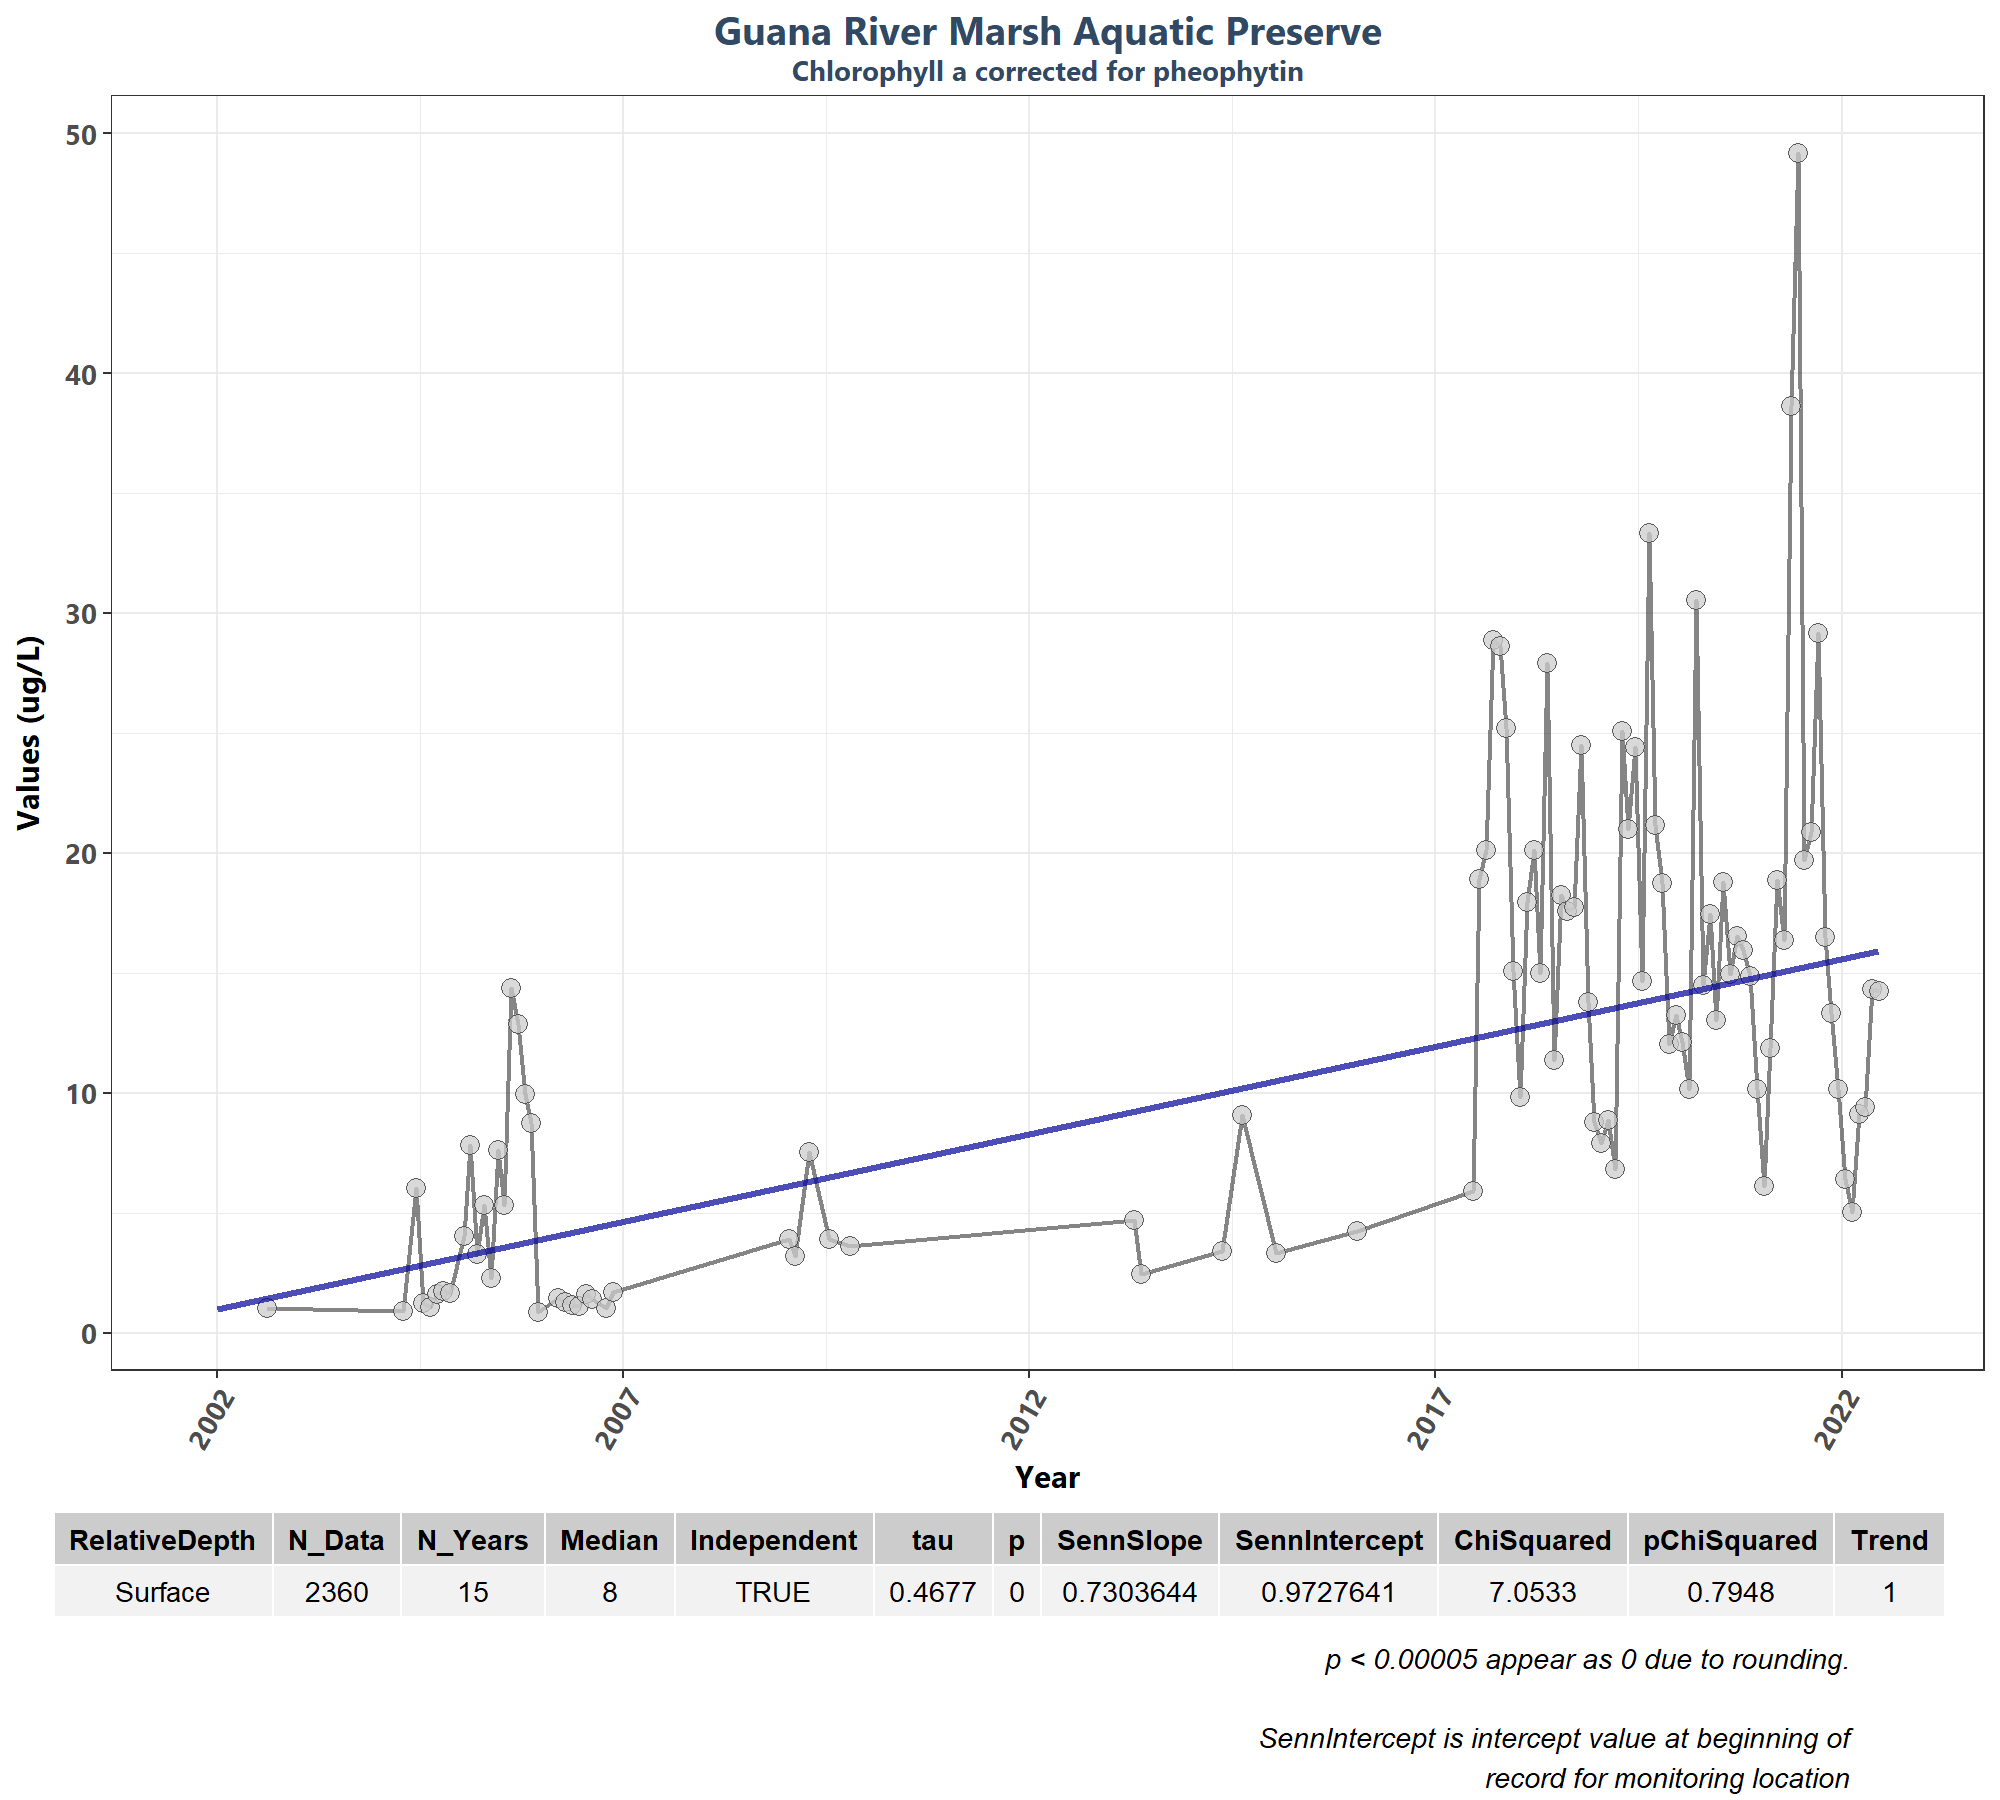 Guana River Marsh Aquatic Preserve
Chlorophyll a corrected for pheophytin
Values (ug/L)
50
40
30
20
10
0
2002 2007 2012 2017 2022
Year
RelativeDepth N_Data N_Years Median Independent tau p SennSlope SennIntercept ChiSquared pChiSquared Trend
Surface 2360 15 8 TRUE 0.4677 0 0.7303644 0.9727641 7.0533 0.7948 1
p < 0.00005 appear as 0 due to rounding.
SennIntercept is intercept value at beginning of
record for monitoring location